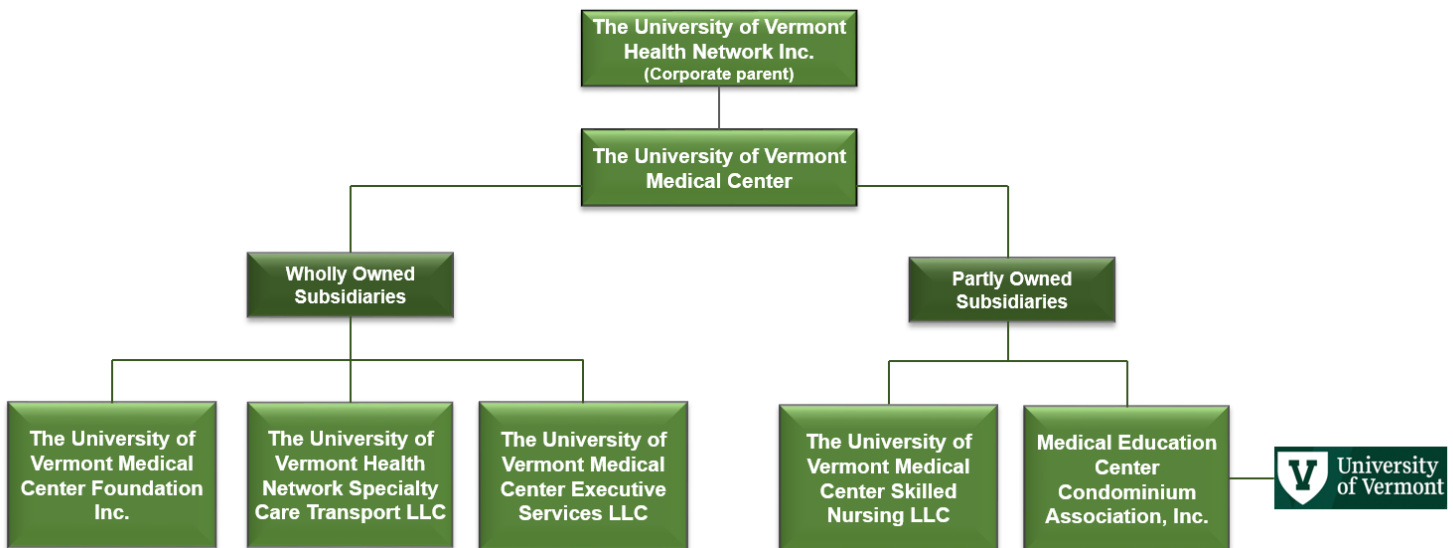 The University of Vermont
Health Network Inc.
(Corporate parent)
The University of Vermont
Medical Center
Wholly Owned
Subsidiaries
Partly Owned
Subsidiaries
The University of
Vermont Medical
Center Foundation
Inc.
The University of
Vermont Health
Network Specialty
Care Transport LLC
The University of
Vermont Medical
Center Executive
Services LLC
The University of
Vermont Medical
Center Skilled
Nursing LLC
Medical Education
Center
Condominium
Association, Inc.
V
University
of Vermont